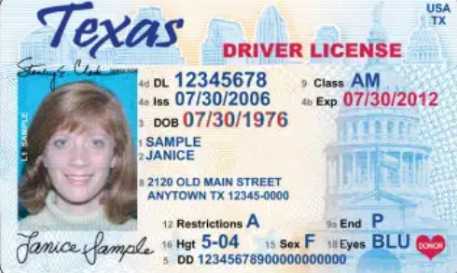 Texas
USA
TX
DRIVER LICENSE
4d DL 12345678
9 Class AM
4a Iss 07/30/2006
4b Exp 07/30/2012
3 DOB 07/30/1976
1 SAMPLE
2 JANICE
8 2120 OLD MAIN STREET
ANYTOWN TX 12345-0000
12 Restrictions A
9a End P
16 Hgt 5-04
15 Sex F
18 Eyes BLU
DONOR
5 DD 12345678900000000000
SAMPLE
Janice Sample